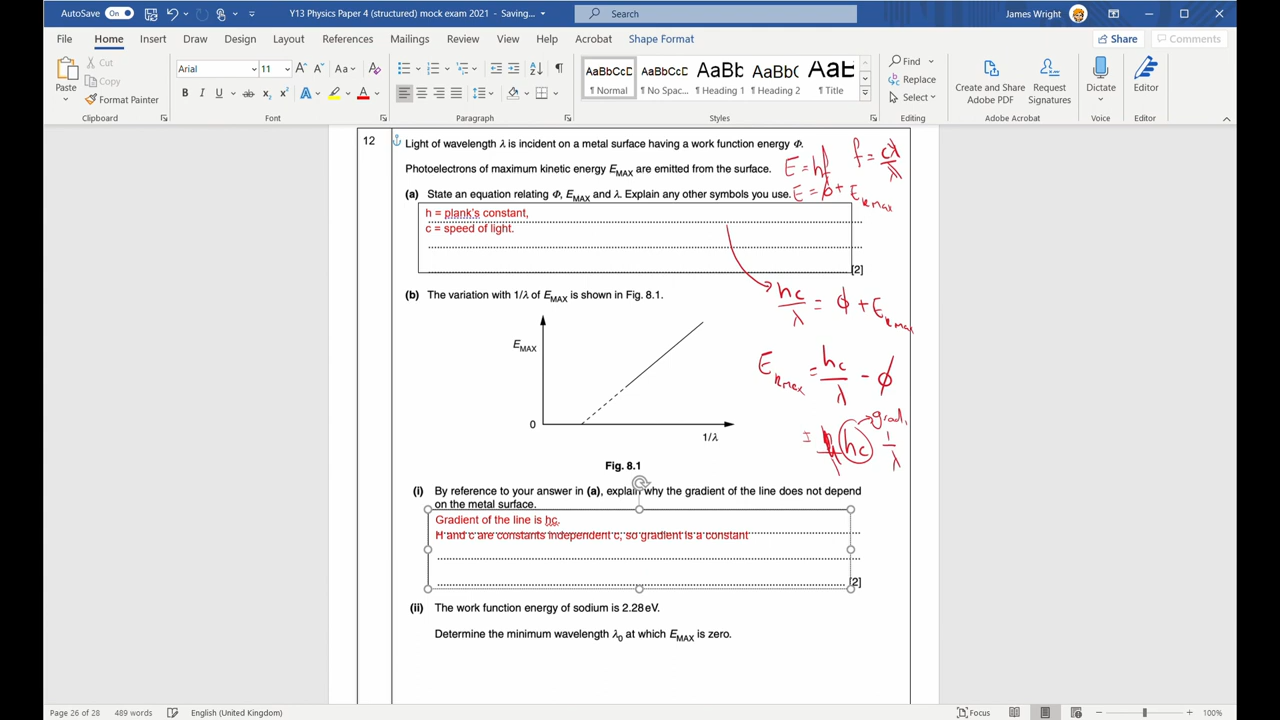 AutoSave On Y13 Physics Paper 4 (structured) mock exam 2021 - Saving... Search James Wright
File Home Insert Draw Design Layout References Mailings Review View Help Acrobat Shape Format Share Comments
Paste Cut Copy Format Painter
Arial 11
AaBbCcD AaBbCcD AaBb( AaBbC AaB
¶ Normal ¶ No Spac... ¶ Heading 1 ¶ Heading 2 ¶ Title
Find Replace Select
Create and Share Adobe PDF Request Signatures Dictate Editor
Clipboard Font Paragraph Styles Editing Adobe Acrobat Voice Editor
12 Light of wavelength λ is incident on a metal surface having a work function energy Φ.
Photoelectrons of maximum kinetic energy EMAX are emitted from the surface.
E = hf
f = c/λ
(a) State an equation relating Φ, EMAX and λ. Explain any other symbols you use.
E = ϕ + Ekmax
h = plank's constant,
c = speed of light.
[2]
hc/λ = ϕ + Ekmax
(b) The variation with 1/λ of EMAX is shown in Fig. 8.1.
EMAX
0
1/λ
Fig. 8.1
Ekmax = hc/λ - ϕ
= hc 1/λ
grad.
(i) By reference to your answer in (a), explain why the gradient of the line does not depend
on the metal surface.
Gradient of the line is hc.
H and c are constants independent c, so gradient is a constant
[2]
(ii) The work function energy of sodium is 2.28 eV.
Determine the minimum wavelength λ0 at which EMAX is zero.
Page 26 of 28 489 words English (United Kingdom) Focus 100%